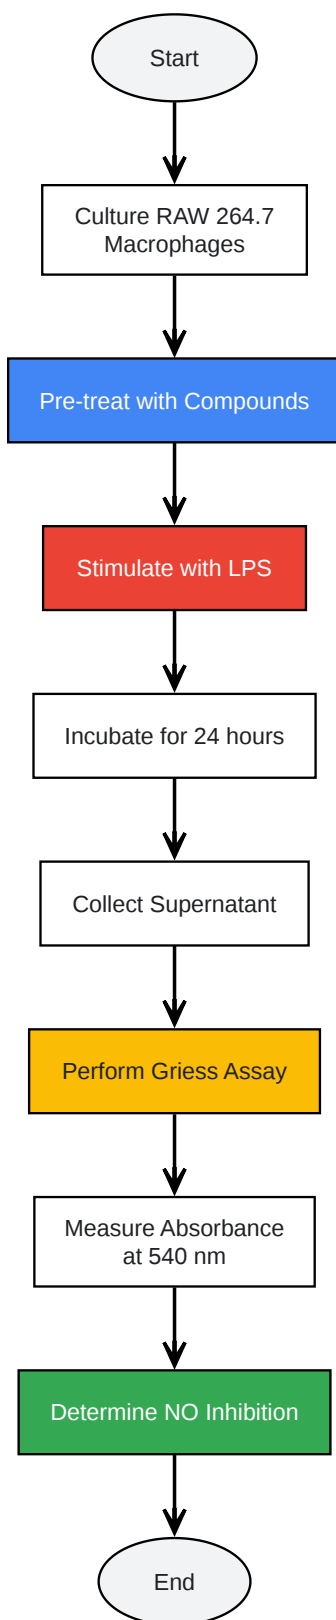 Start
Culture RAW 264.7
Macrophages
Pre-treat with Compounds
Stimulate with LPS
Incubate for 24 hours
Collect Supernatant
Perform Griess Assay
Measure Absorbance
at 540 nm
Determine NO Inhibition
End